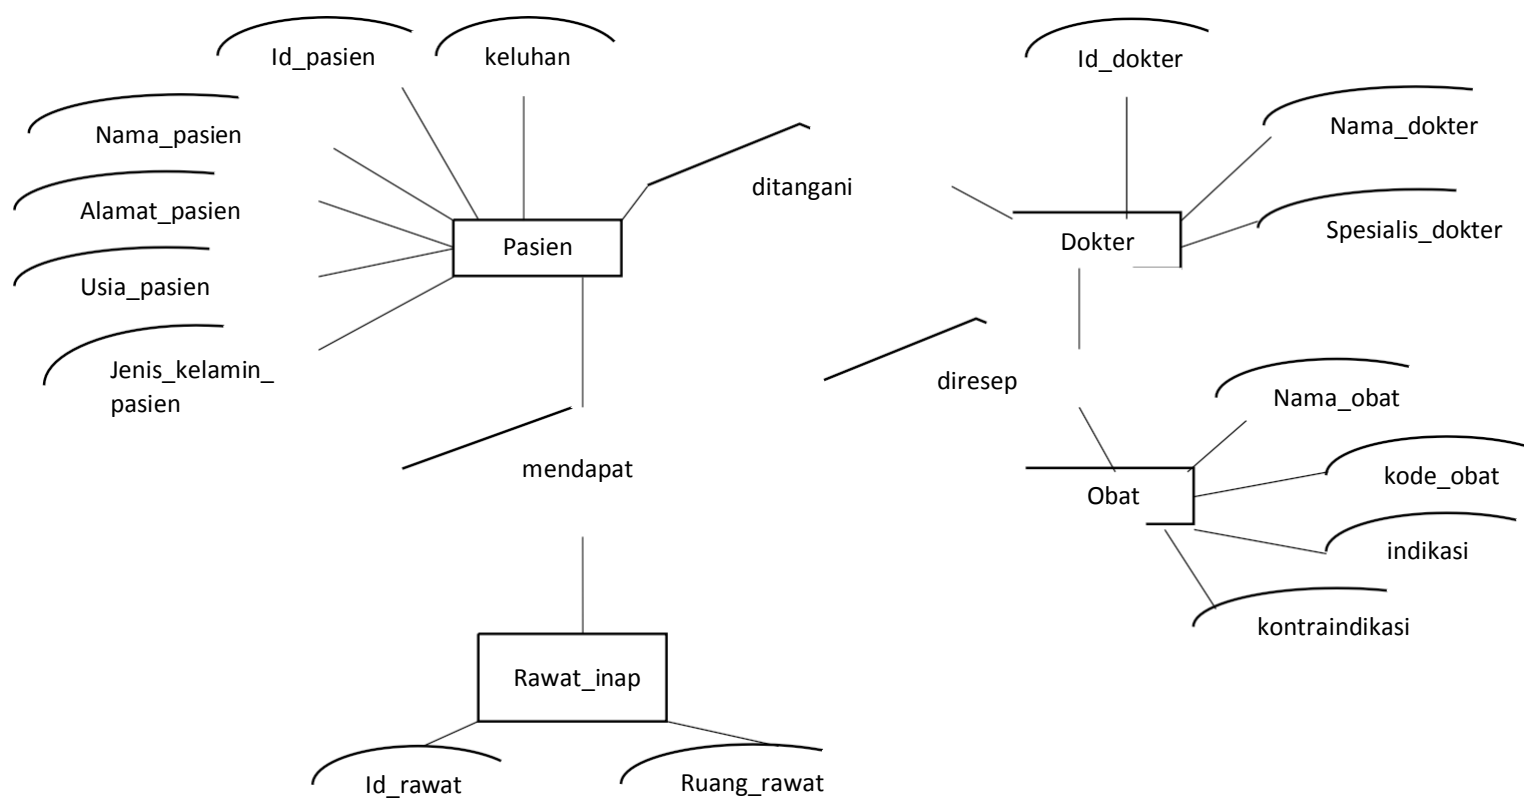 Id_pasien
keluhan
Id_dokter
Nama_pasien
Nama_dokter
ditangani
Alamat_pasien
Spesialis_dokter
Pasien
Dokter
Usia_pasien
Jenis_kelamin_
pasien
diresep
Nama_obat
mendapat
kode_obat
Obat
indikasi
kontraindikasi
Rawat_inap
Id_rawat
Ruang_rawat